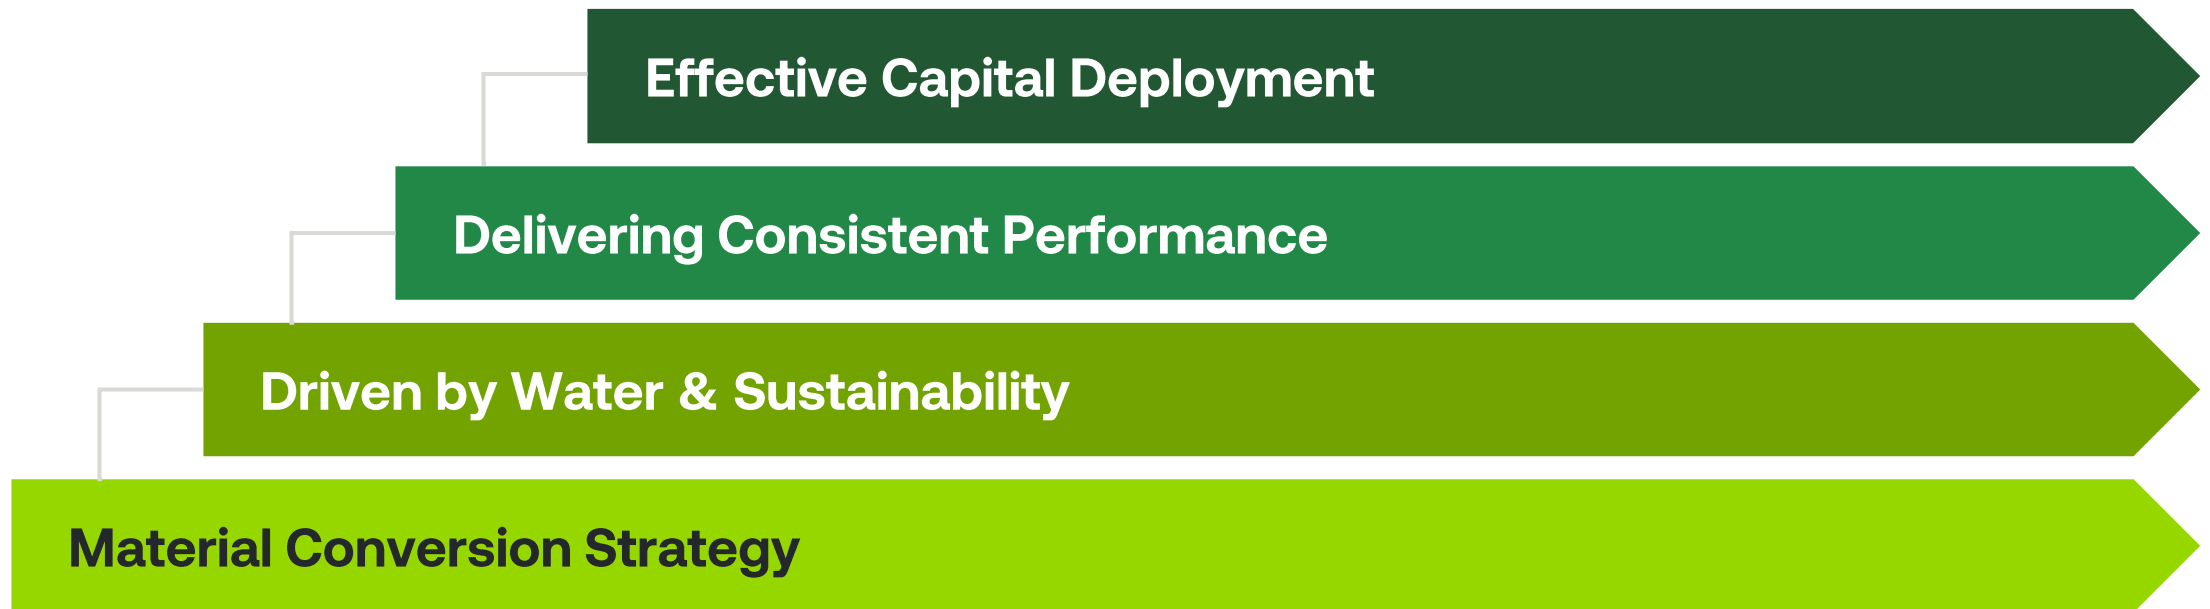 Effective Capital Deployment
Delivering Consistent Performance
Driven by Water & Sustainability
Material Conversion Strategy